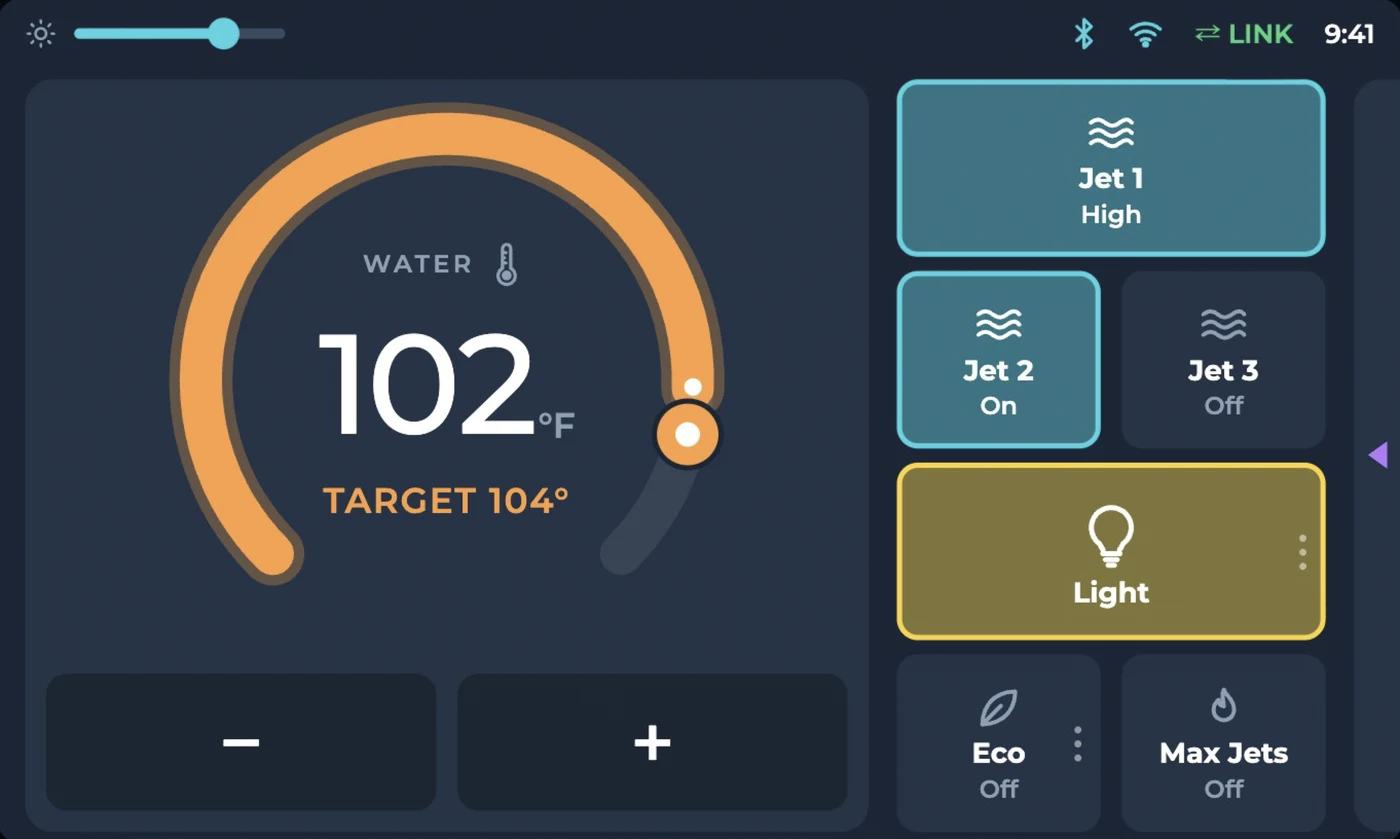 LINK
9:41
WATER
102°F
TARGET 104°
−
+
Jet 1
High
Jet 2
On
Jet 3
Off
Light
Eco
Off
Max Jets
Off